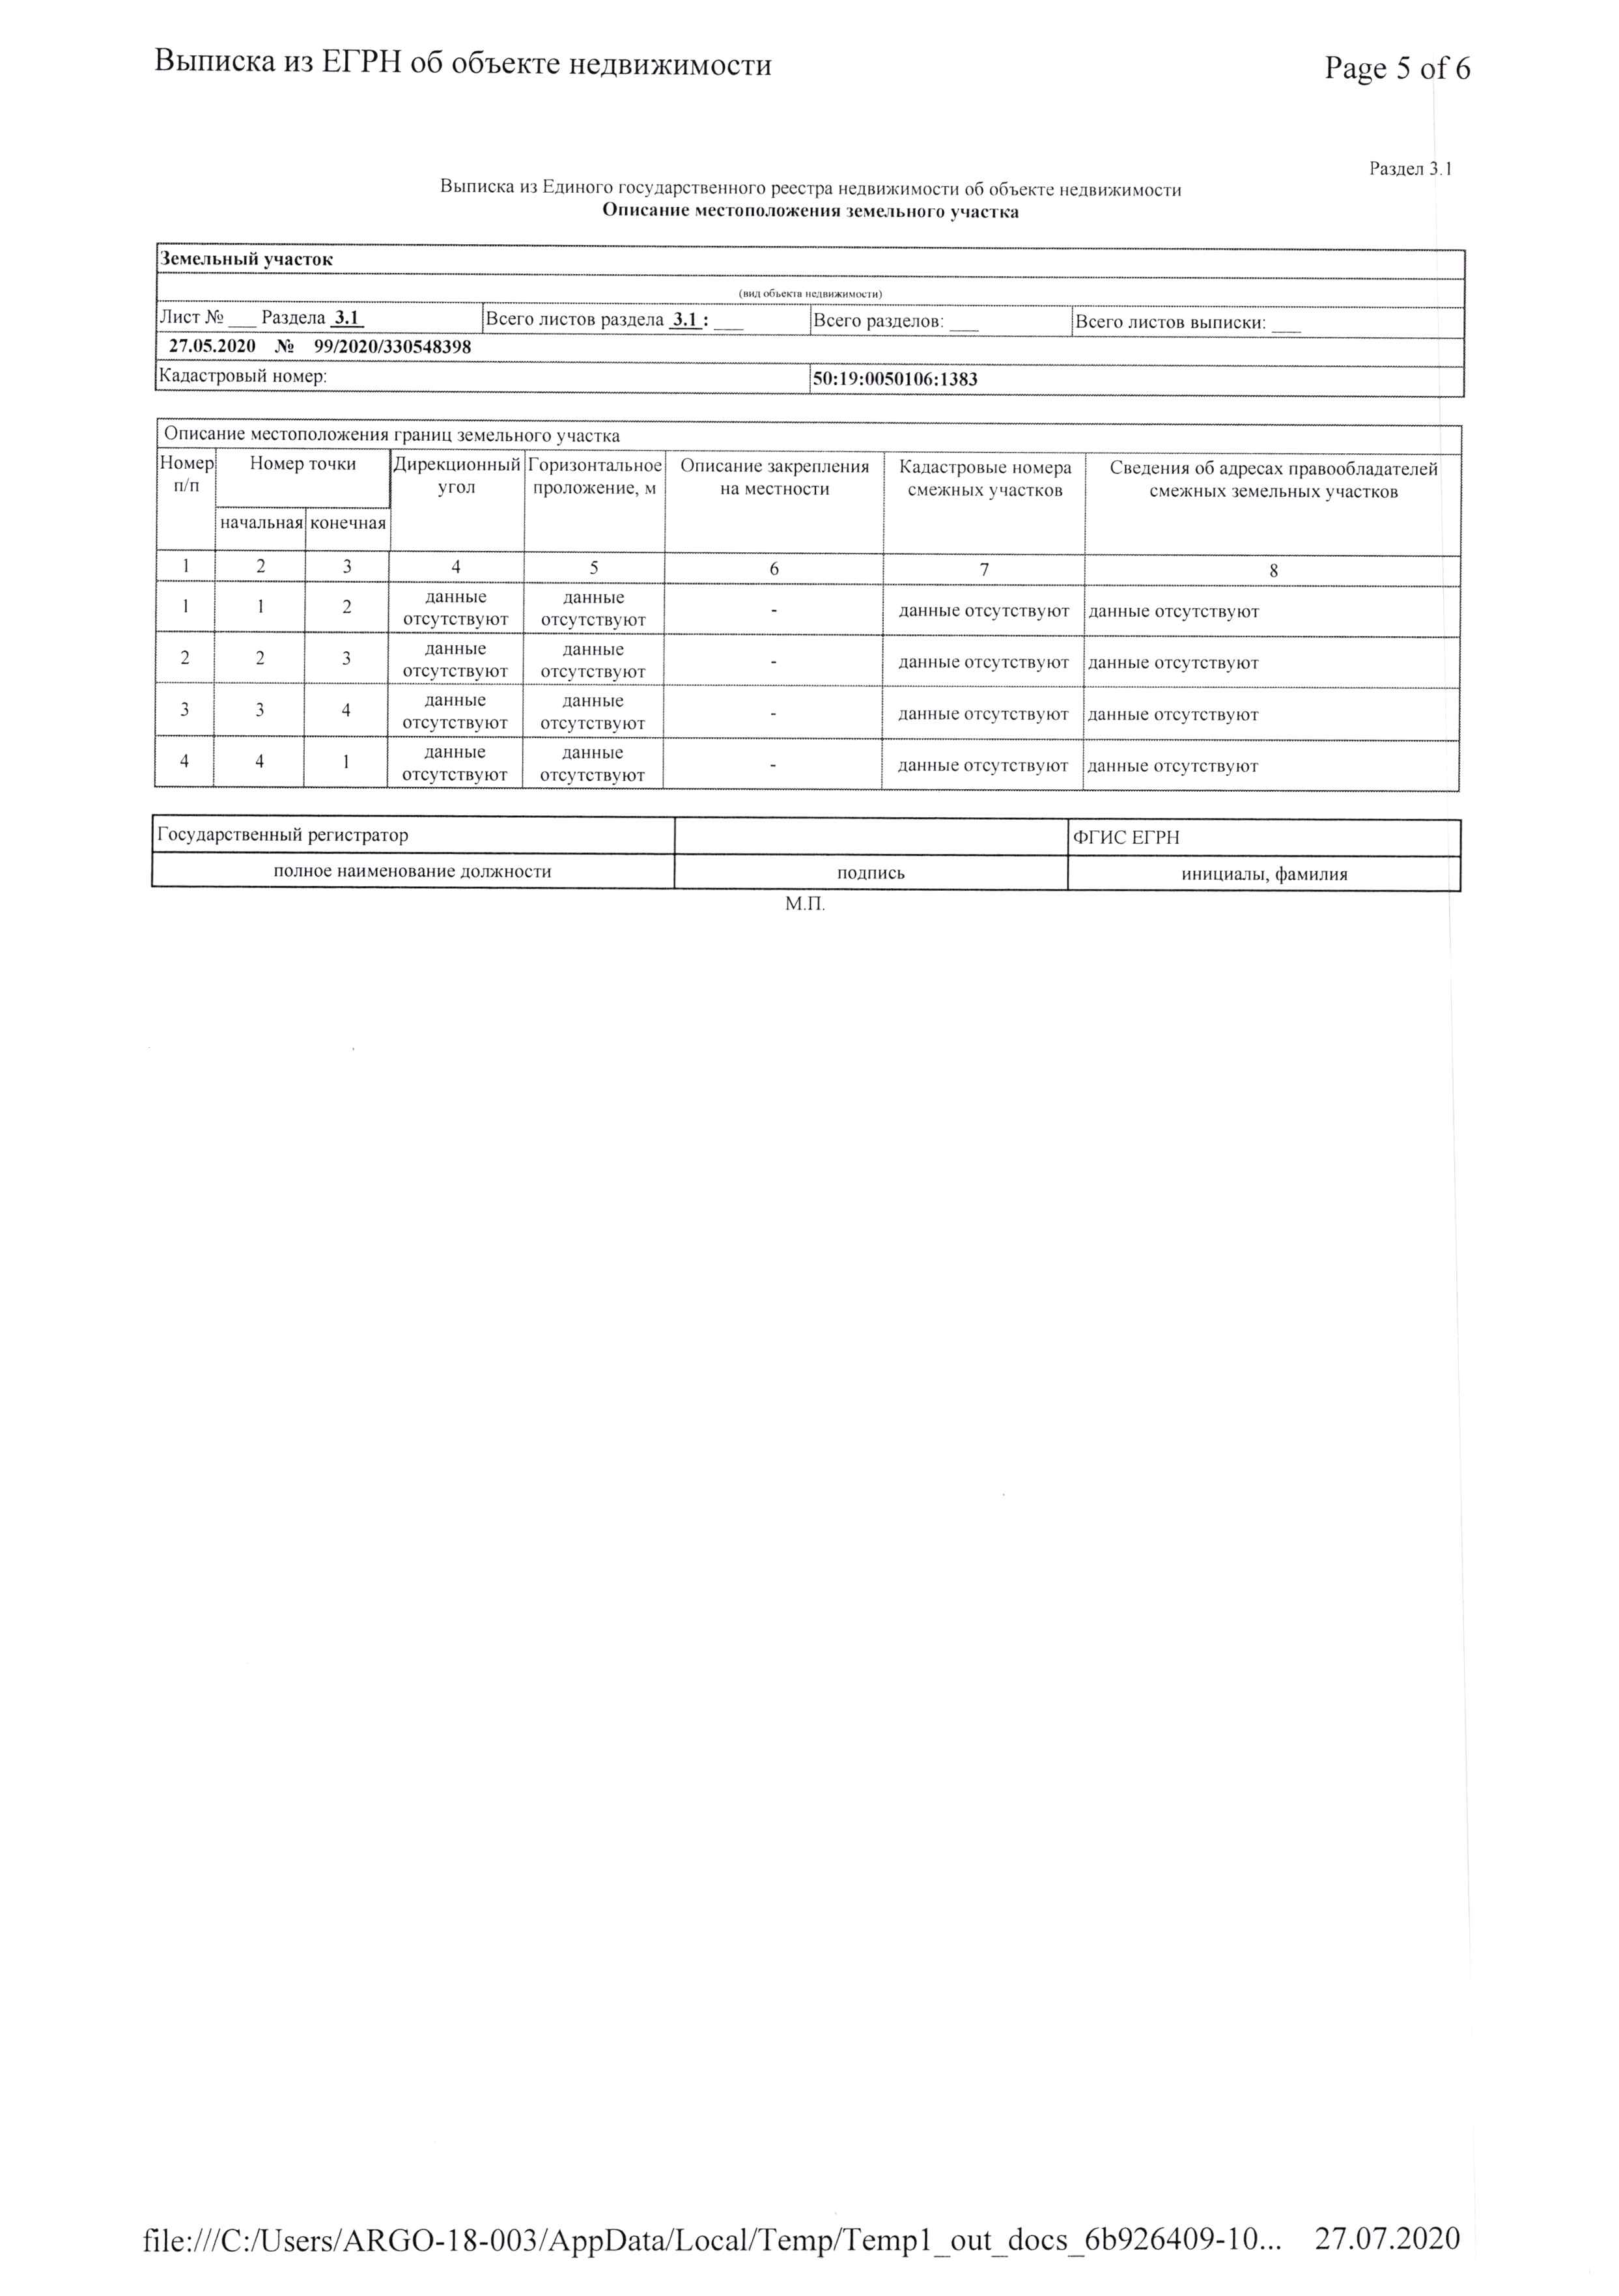 Выписка из ЕГРН об объекте недвижимости Page 5 of 6
Раздел 3.1
Выписка из Единого государственного реестра недвижимости об объекте недвижимости
Описание местоположения земельного участка
Земельный участок
(вид объекта недвижимости)
Лист № ___ Раздела 3.1 Всего листов раздела 3.1 : ___ Всего разделов: ___ Всего листов выписки: ___
27.05.2020 № 99/2020/330548398
Кадастровый номер: 50:19:0050106:1383
Описание местоположения границ земельного участка
Номер Номер точки Дирекционный Горизонтальное Описание закрепления Кадастровые номера Сведения об адресах правообладателей
п/п угол проложение, м на местности смежных участков смежных земельных участков
начальная конечная
1 2 3 4 5 6 7 8
1 1 2 данные отсутствуют данные отсутствуют - данные отсутствуют данные отсутствуют
2 2 3 данные отсутствуют данные отсутствуют - данные отсутствуют данные отсутствуют
3 3 4 данные отсутствуют данные отсутствуют - данные отсутствуют данные отсутствуют
4 4 1 данные отсутствуют данные отсутствуют - данные отсутствуют данные отсутствуют
Государственный регистратор ФГИС ЕГРН
полное наименование должности подпись инициалы, фамилия
М.П.
file:///C:/Users/ARGO-18-003/AppData/Local/Temp/Temp1_out_docs_6b926409-10... 27.07.2020